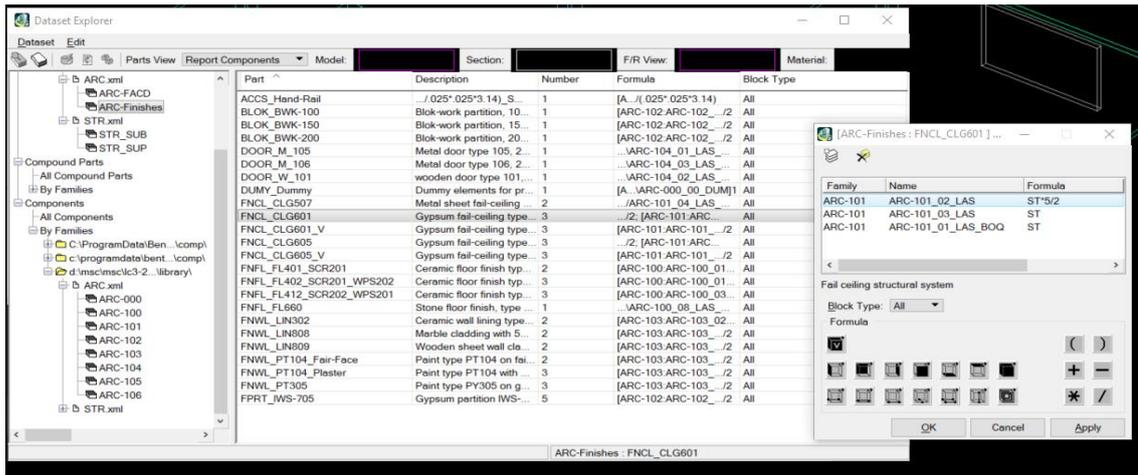 Dataset Explorer
Dataset Edit
Parts View Report Components Model: Section: F/R View: Material:
ARC.xml
ARC-FACD
ARC-Finishes
STR.xml
STR_SUB
STR_SUP
Compound Parts
All Compound Parts
By Families
Components
All Components
By Families
C:\ProgramData\Ben...\comp\
c:\programdata\bent...\comp\
d:\msc\msc\lc3-2...\library\
ARC.xml
ARC-000
ARC-100
ARC-101
ARC-102
ARC-103
ARC-104
ARC-105
ARC-106
STR.xml
Part Description Number Formula Block Type
ACCS_Hand-Rail .../.025*.025*3.14)_S... 1 [A.../(.025*.025*3.14) All
BLOK_BWK-100 Blok-work partition, 10... 1 [ARC-102:ARC-102_.../2 All
BLOK_BWK-150 Blok-work partition, 15... 1 [ARC-102:ARC-102_.../2 All
BLOK_BWK-200 Blok-work partition, 20... 1 [ARC-102:ARC-102_.../2 All
DOOR_M_105 Metal door type 105, 2... 1 ...\ARC-104_01_LAS_... All
DOOR_M_106 Metal door type 106, 2... 1 ...\ARC-104_03_LAS_... All
DOOR_W_101 wooden door type 101,... 1 ...\ARC-104_02_LAS_... All
DUMY_Dummy Dummy elements for pr... 1 [A...\ARC-000_00_DUM]1 All
FNCL_CLG507 Metal sheet fail-ceiling ... 2 .../ARC-101_04_LAS_... All
FNCL_CLG601 Gypsum fail-ceiling type... 3 .../2; [ARC-101:ARC... All
FNCL_CLG601_V Gypsum fail-ceiling type... 3 [ARC-101:ARC-101_.../2 All
FNCL_CLG605 Gypsum fail-ceiling type... 3 .../2; [ARC-101:ARC... All
FNCL_CLG605_V Gypsum fail-ceiling type... 3 [ARC-101:ARC-101_.../2 All
FNFL_FL401_SCR201 Ceramic floor finish typ... 2 [ARC-100:ARC-100_01... All
FNFL_FL402_SCR201_WPS202 Ceramic floor finish typ... 3 [ARC-100:ARC-100_01... All
FNFL_FL412_SCR202_WPS201 Ceramic floor finish typ... 3 [ARC-100:ARC-100_03... All
FNFL_FL660 Stone floor finish, type ... 1 ...\ARC-100_08_LAS_... All
FNWL_LIN302 Ceramic wall lining type... 2 [ARC-103:ARC-103_02... All
FNWL_LIN808 Marble cladding with 5... 2 [ARC-103:ARC-103_.../2 All
FNWL_LIN809 Wooden sheet wall cla... 2 [ARC-103:ARC-103_.../2 All
FNWL_PT104_Fair-Face Paint type PT104 on fai... 2 [ARC-103:ARC-103_.../2 All
FNWL_PT104_Plaster Paint type PT104 with ... 3 [ARC-103:ARC-103_.../2 All
FNWL_PT305 Paint type PY305 on g... 3 [ARC-103:ARC-103_.../2 All
FPRT_IWS-705 Gypsum partition IWS-... 5 [ARC-102:ARC-102_.../2 All
ARC-Finishes : FNCL_CLG601
[ARC-Finishes : FNCL_CLG601 ] ...
Family Name Formula
ARC-101 ARC-101_02_LAS ST*5/2
ARC-101 ARC-101_03_LAS ST
ARC-101 ARC-101_01_LAS_BOQ ST
Fail ceiling structural system
Block Type: All
Formula
V ( )
+ −
* /
OK Cancel Apply